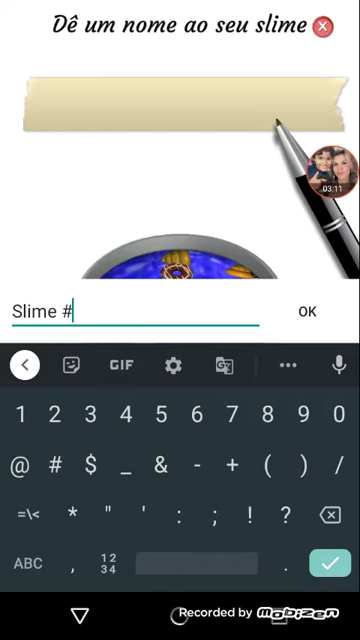 Dê um nome ao seu slime
03:11
Slime #
OK
GIF
1 2 3 4 5 6 7 8 9 0
@ # $ _ & - + ( ) /
=\< * " ' : ; ! ?
ABC , 12 34 .
Recorded by mobizen